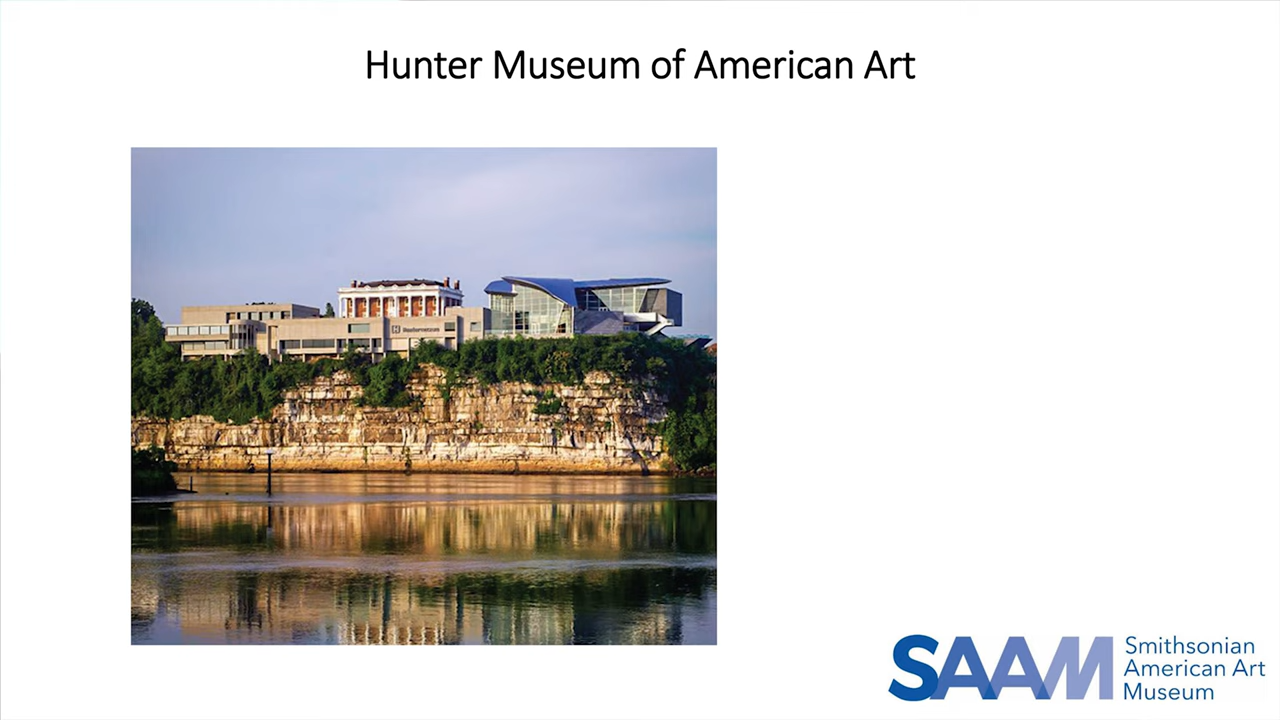 Hunter Museum of American Art
SAAM
Smithsonian
American Art
Museum